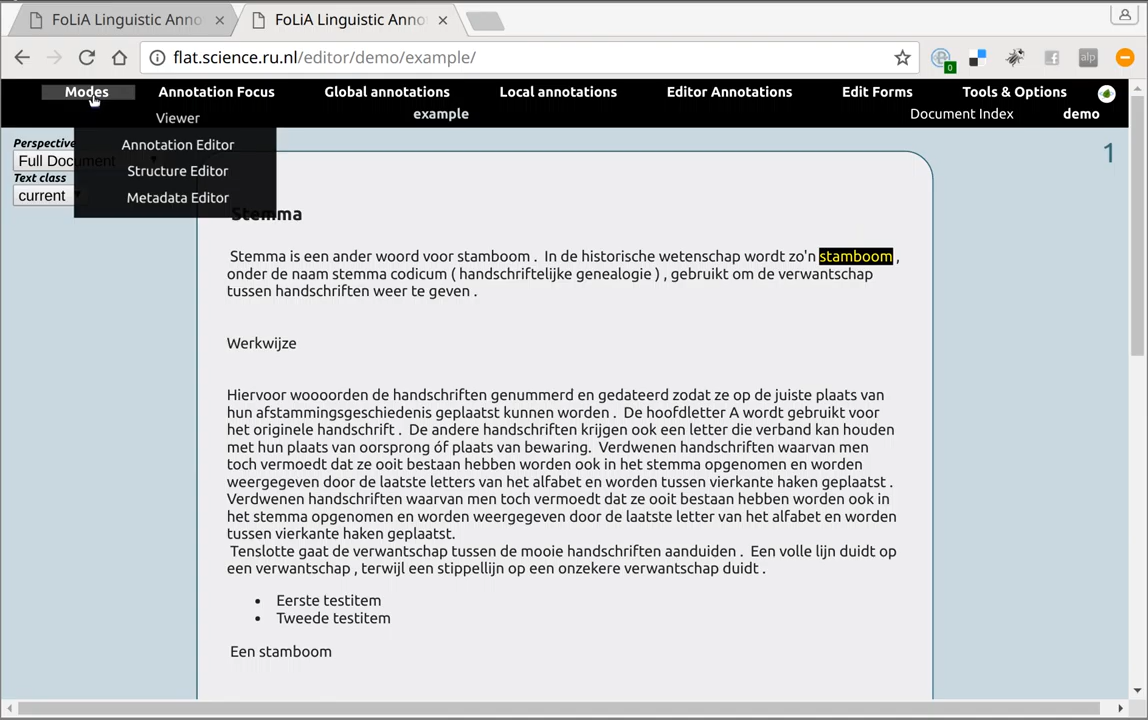 FoLiA Linguistic Anno
FoLiA Linguistic Anno
flat.science.ru.nl/editor/demo/example/
0
alp
Modes Annotation Focus Global annotations Local annotations Editor Annotations Edit Forms Tools & Options
example Document Index demo
Viewer
Annotation Editor
Structure Editor
Metadata Editor
Perspective
Full Document
Text class
current
1
Stemma
Stemma is een ander woord voor stamboom . In de historische wetenschap wordt zo'n stamboom ,
onder de naam stemma codicum ( handschriftelijke genealogie ) , gebruikt om de verwantschap
tussen handschriften weer te geven .
Werkwijze
Hiervoor woooorden de handschriften genummerd en gedateerd zodat ze op de juiste plaats van
hun afstammingsgeschiedenis geplaatst kunnen worden . De hoofdletter A wordt gebruikt voor
het originele handschrift . De andere handschriften krijgen ook een letter die verband kan houden
met hun plaats van oorsprong óf plaats van bewaring. Verdwenen handschriften waarvan men
toch vermoedt dat ze ooit bestaan hebben worden ook in het stemma opgenomen en worden
weergegeven door de laatste letters van het alfabet en worden tussen vierkante haken geplaatst .
Verdwenen handschriften waarvan men toch vermoedt dat ze ooit bestaan hebben worden ook in
het stemma opgenomen en worden weergegeven door de laatste letter van het alfabet en worden
tussen vierkante haken geplaatst.
Tenslotte gaat de verwantschap tussen de mooie handschriften aanduiden . Een volle lijn duidt op
een verwantschap , terwijl een stippellijn op een onzekere verwantschap duidt .
• Eerste testitem
• Tweede testitem
Een stamboom